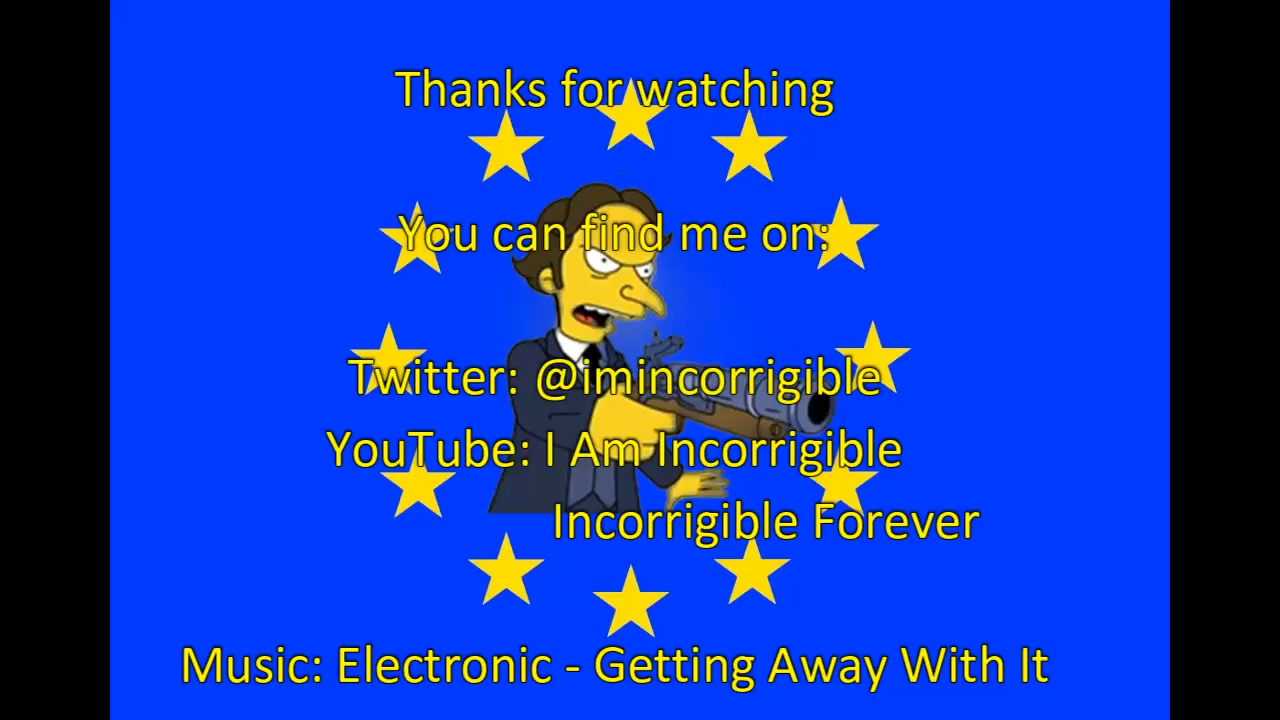 Thanks for watching
You can find me on:
Twitter: @imincorrigible
YouTube: I Am Incorrigible
Incorrigible Forever
Music: Electronic - Getting Away With It